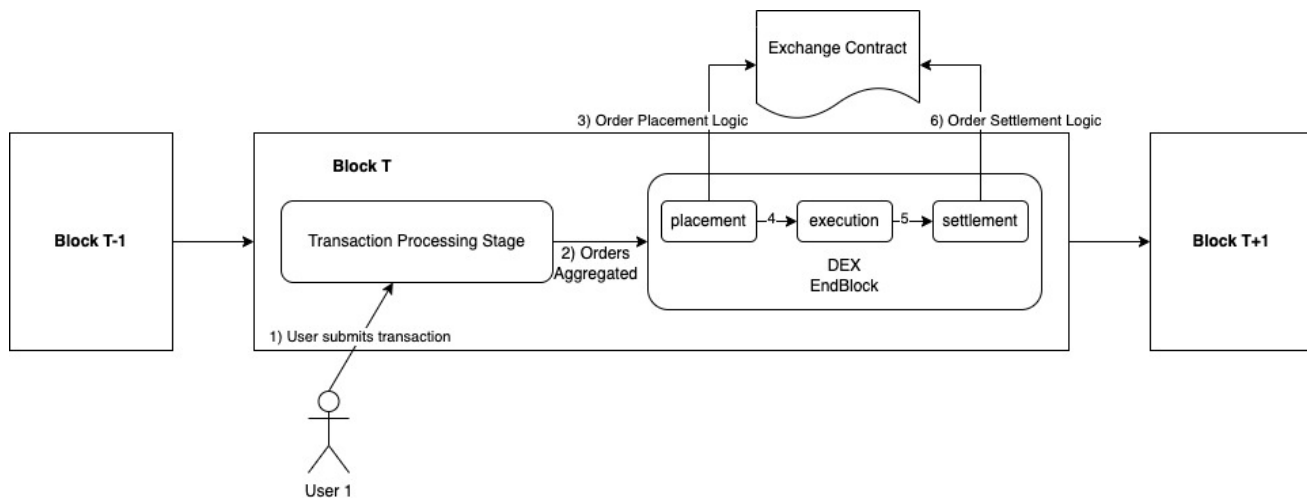 Exchange Contract
3) Order Placement Logic
6) Order Settlement Logic
Block T
Block T-1
Transaction Processing Stage
2) Orders
Aggregated
placement
4
execution
5
settlement
DEX
EndBlock
Block T+1
1) User submits transaction
User 1